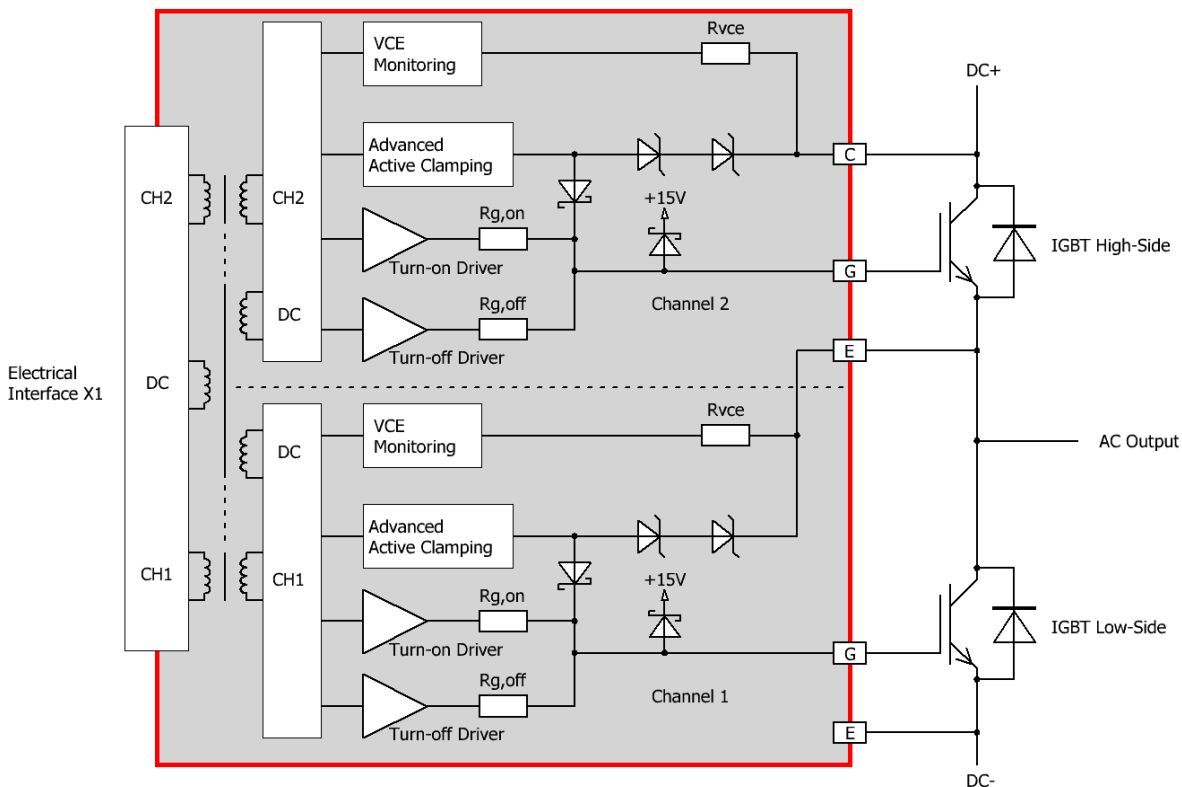 Rvce
VCE
Monitoring
DC+
Advanced
Active Clamping
C
CH2
CH2
+15V
Rg,on
IGBT High-Side
Turn-on Driver
G
Rg,off
Channel 2
DC
Turn-off Driver
E
Electrical
Interface X1
DC
Rvce
VCE
Monitoring
DC
AC Output
Advanced
Active Clamping
CH1
CH1
+15V
Rg,on
IGBT Low-Side
Turn-on Driver
G
Rg,off
Channel 1
Turn-off Driver
E
DC-